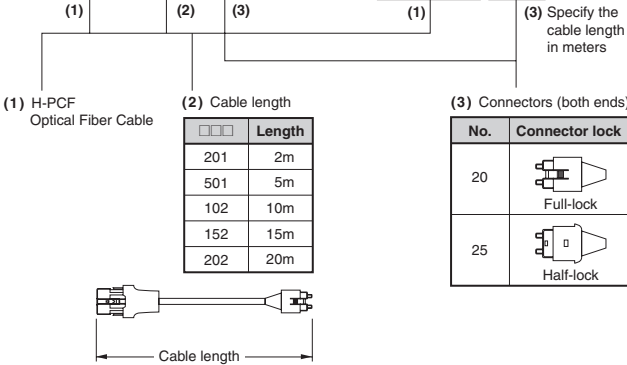 (1) (2) (3) (1) (3) Specify the
cable length
in meters
(1) H-PCF
Optical Fiber Cable
(2) Cable length
□□□ Length
201 2m
501 5m
102 10m
152 15m
202 20m
Cable length
(3) Connectors (both ends)
No. Connector lock
20 Full-lock
25 Half-lock